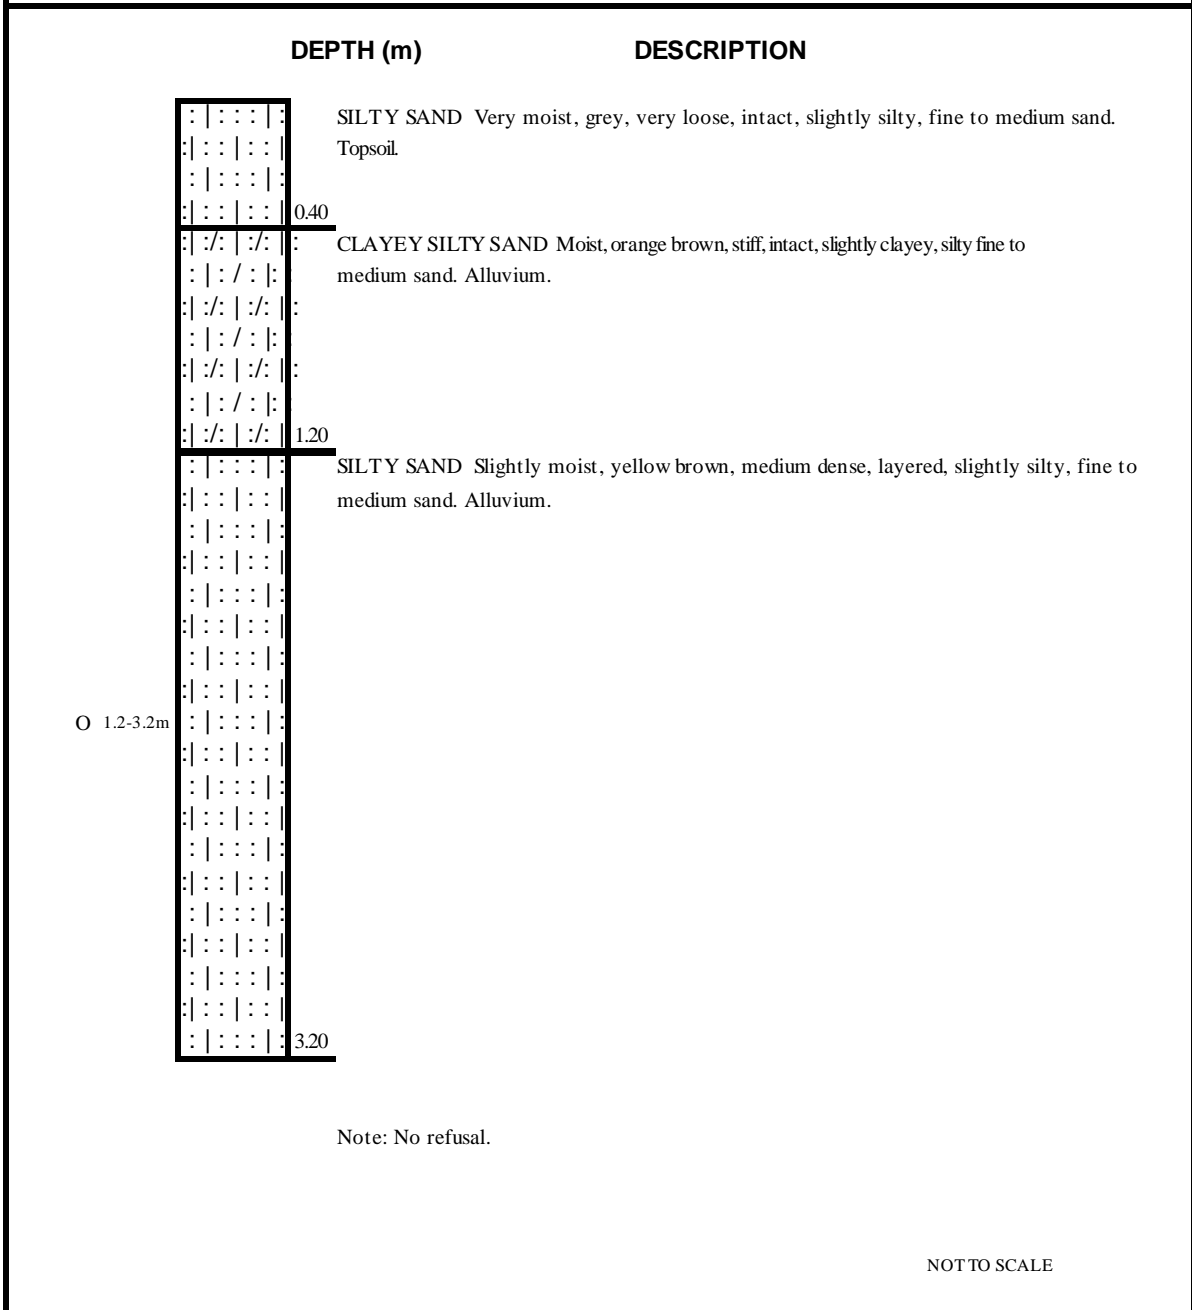 DEPTH (m) DESCRIPTION
SILTY SAND Very moist, grey, very loose, intact, slightly silty, fine to medium sand.
Topsoil.
0.40
CLAYEY SILTY SAND Moist, orange brown, stiff, intact, slightly clayey, silty fine to
medium sand. Alluvium.
1.20
SILTY SAND Slightly moist, yellow brown, medium dense, layered, slightly silty, fine to
medium sand. Alluvium.
O 1.2-3.2m
3.20
Note: No refusal.
NOT TO SCALE